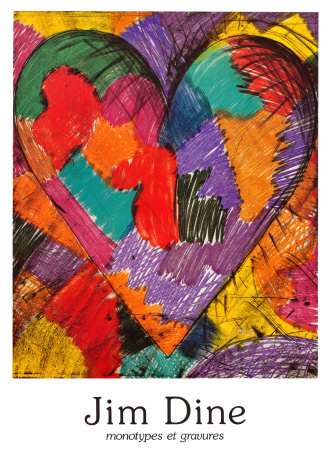 Jim Dine
monotypes et gravures